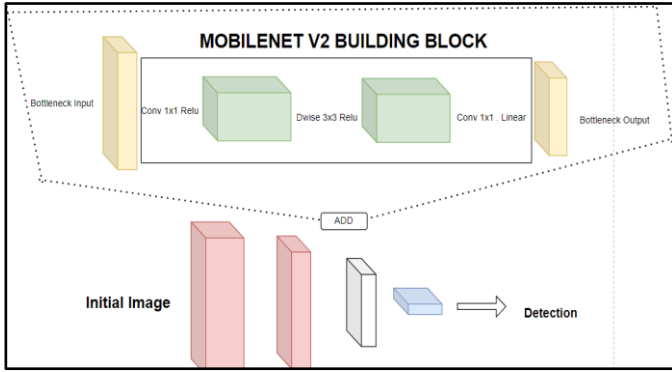 MOBILENET V2 BUILDING BLOCK
Bottleneck Input
Conv 1x1 Relu
Dwise 3x3 Relu
Conv 1x1 . Linear
Bottleneck Output
ADD
Initial Image
Detection